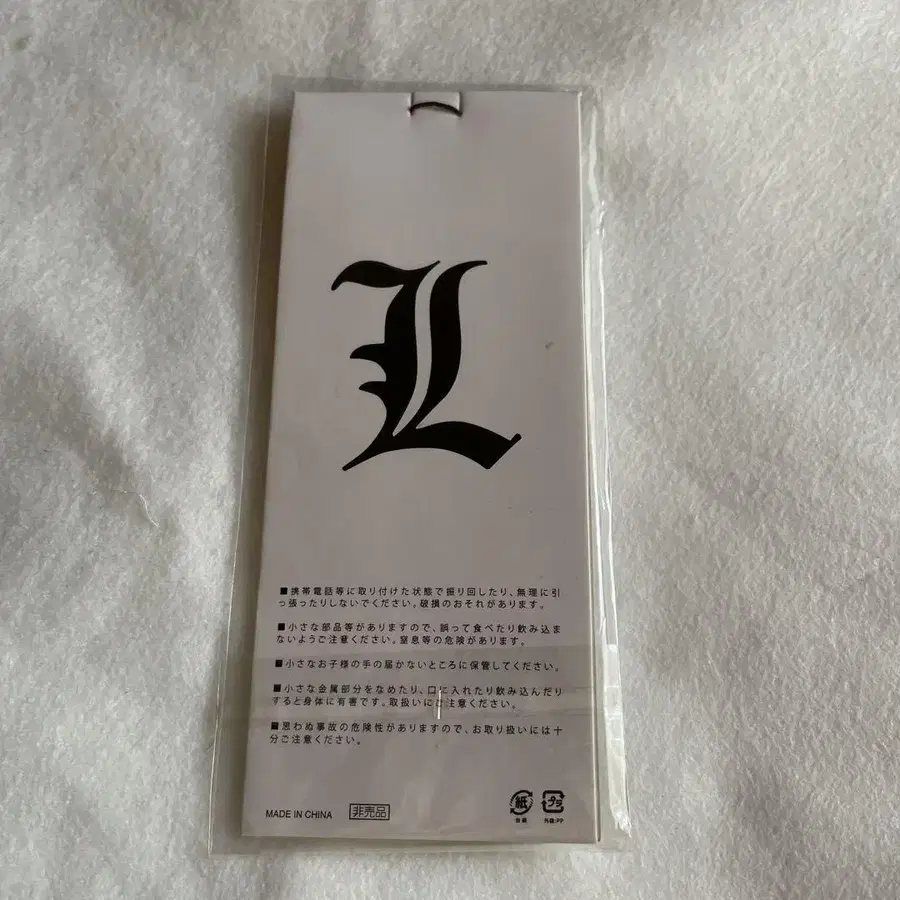 L
■携帯電話等に取り付けた状態で振り回したり、無理に引
っ張ったりしないでください。破損のおそれがあります。
■小さな部品等がありますので、誤って食べたり飲み込ま
ないようご注意ください。窒息等の危険があります。
■小さなお子様の手の届かないところに保管してください。
■小さな金属部分をなめたり、口に入れたり飲み込んだり
すると身体に有害です。取扱いにご注意ください。
■思わぬ事故の危険性がありますので、お取り扱いには十
分ご注意ください。
MADE IN CHINA 非売品 紙 プラ
台紙 外袋:PP